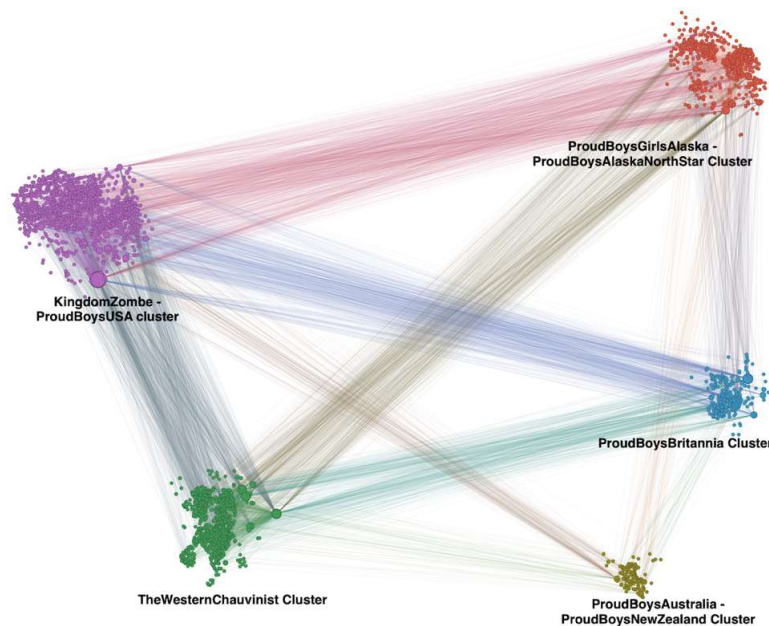 ProudBoysGirlsAlaska -
ProudBoysAlaskaNorthStar Cluster
KingdomZombe -
ProudBoysUSA cluster
ProudBoysBritannia Cluster
TheWesternChauvinist Cluster
ProudBoysAustralia -
ProudBoysNewZealand Cluster